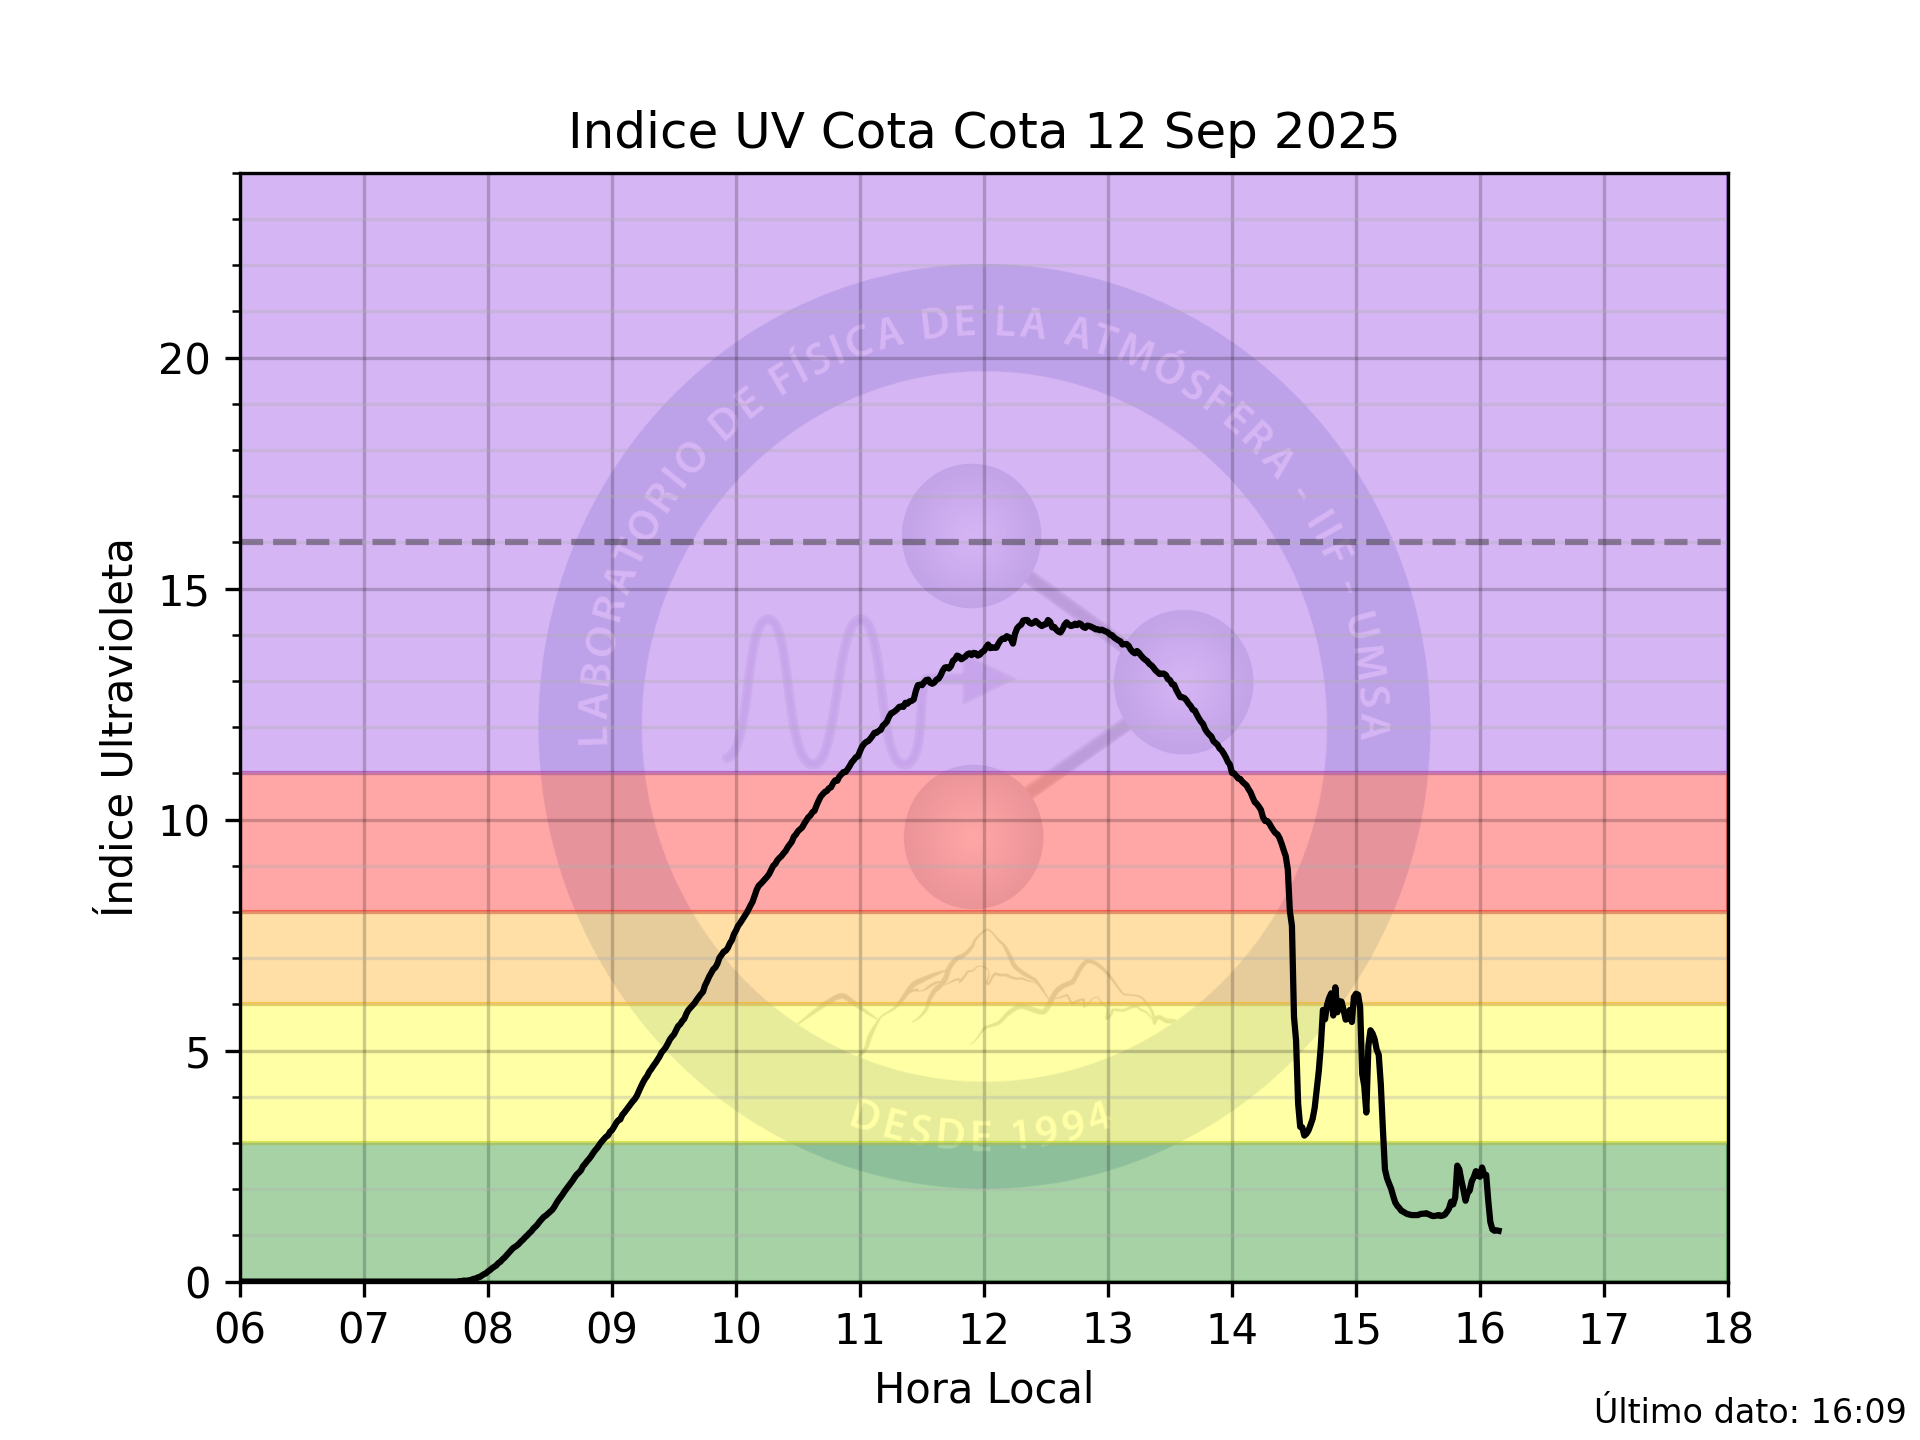 Indice UV Cota Cota 12 Sep 2025
Índice Ultravioleta
20
15
10
5
0
LABORATORIO DE FÍSICA DE LA ATMÓSFERA - IIF - UMSA
DESDE 1994
06 07 08 09 10 11 12 13 14 15 16 17 18
Hora Local
Último dato: 16:09